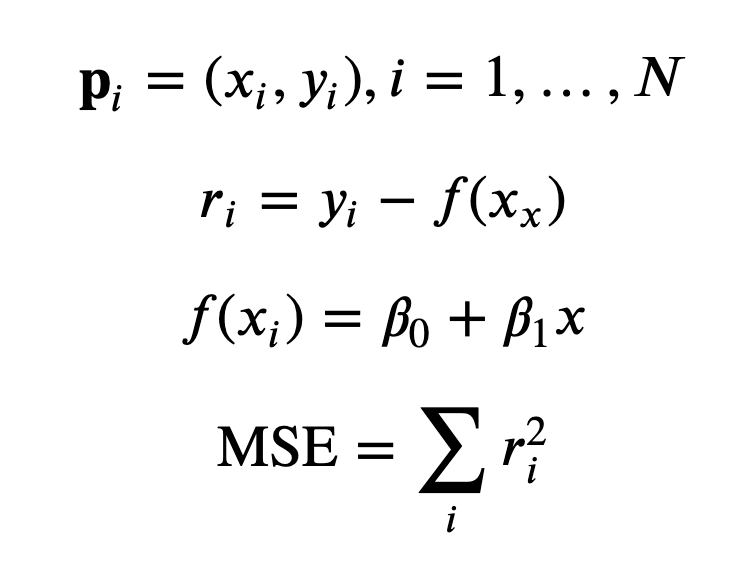 𝐩ᵢ = (xᵢ, yᵢ), i = 1, … , N
rᵢ = yᵢ − f(xₓ)
f(xᵢ) = β₀ + β₁x
MSE = ∑ᵢ rᵢ²